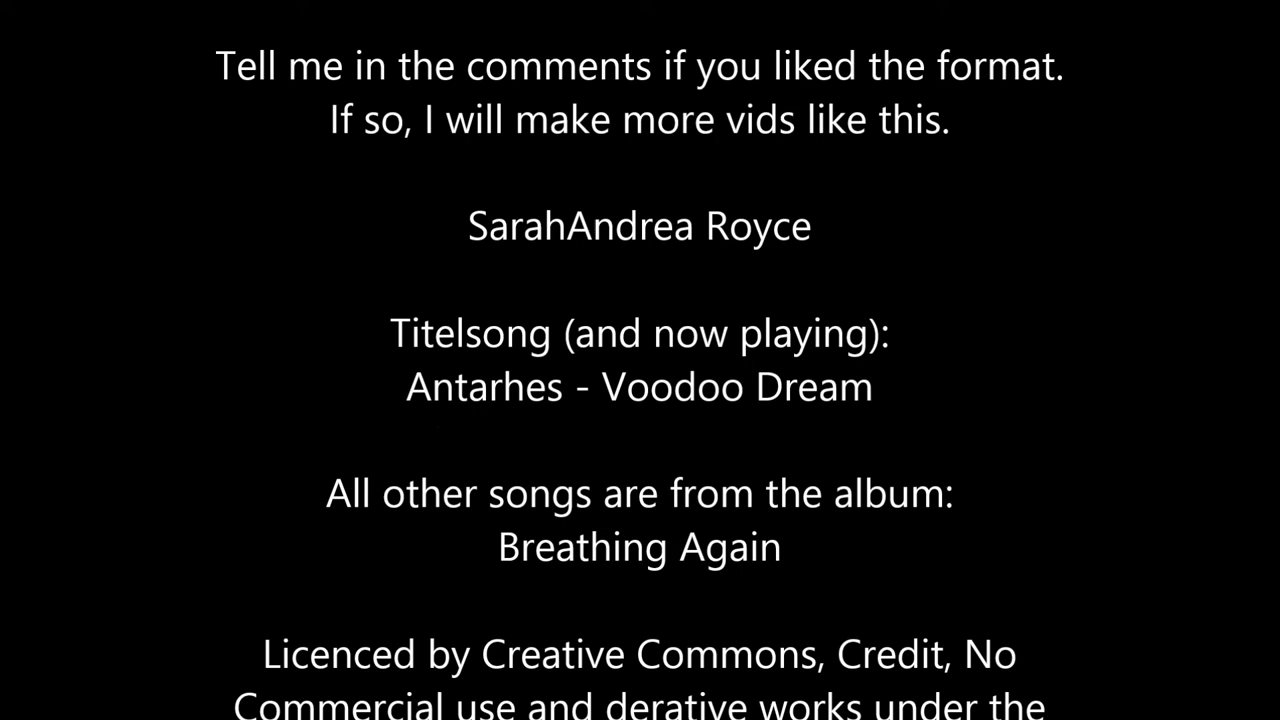 Tell me in the comments if you liked the format.
If so, I will make more vids like this.
SarahAndrea Royce
Titelsong (and now playing):
Antarhes - Voodoo Dream
All other songs are from the album:
Breathing Again
Licenced by Creative Commons, Credit, No
Commercial use and derative works under the